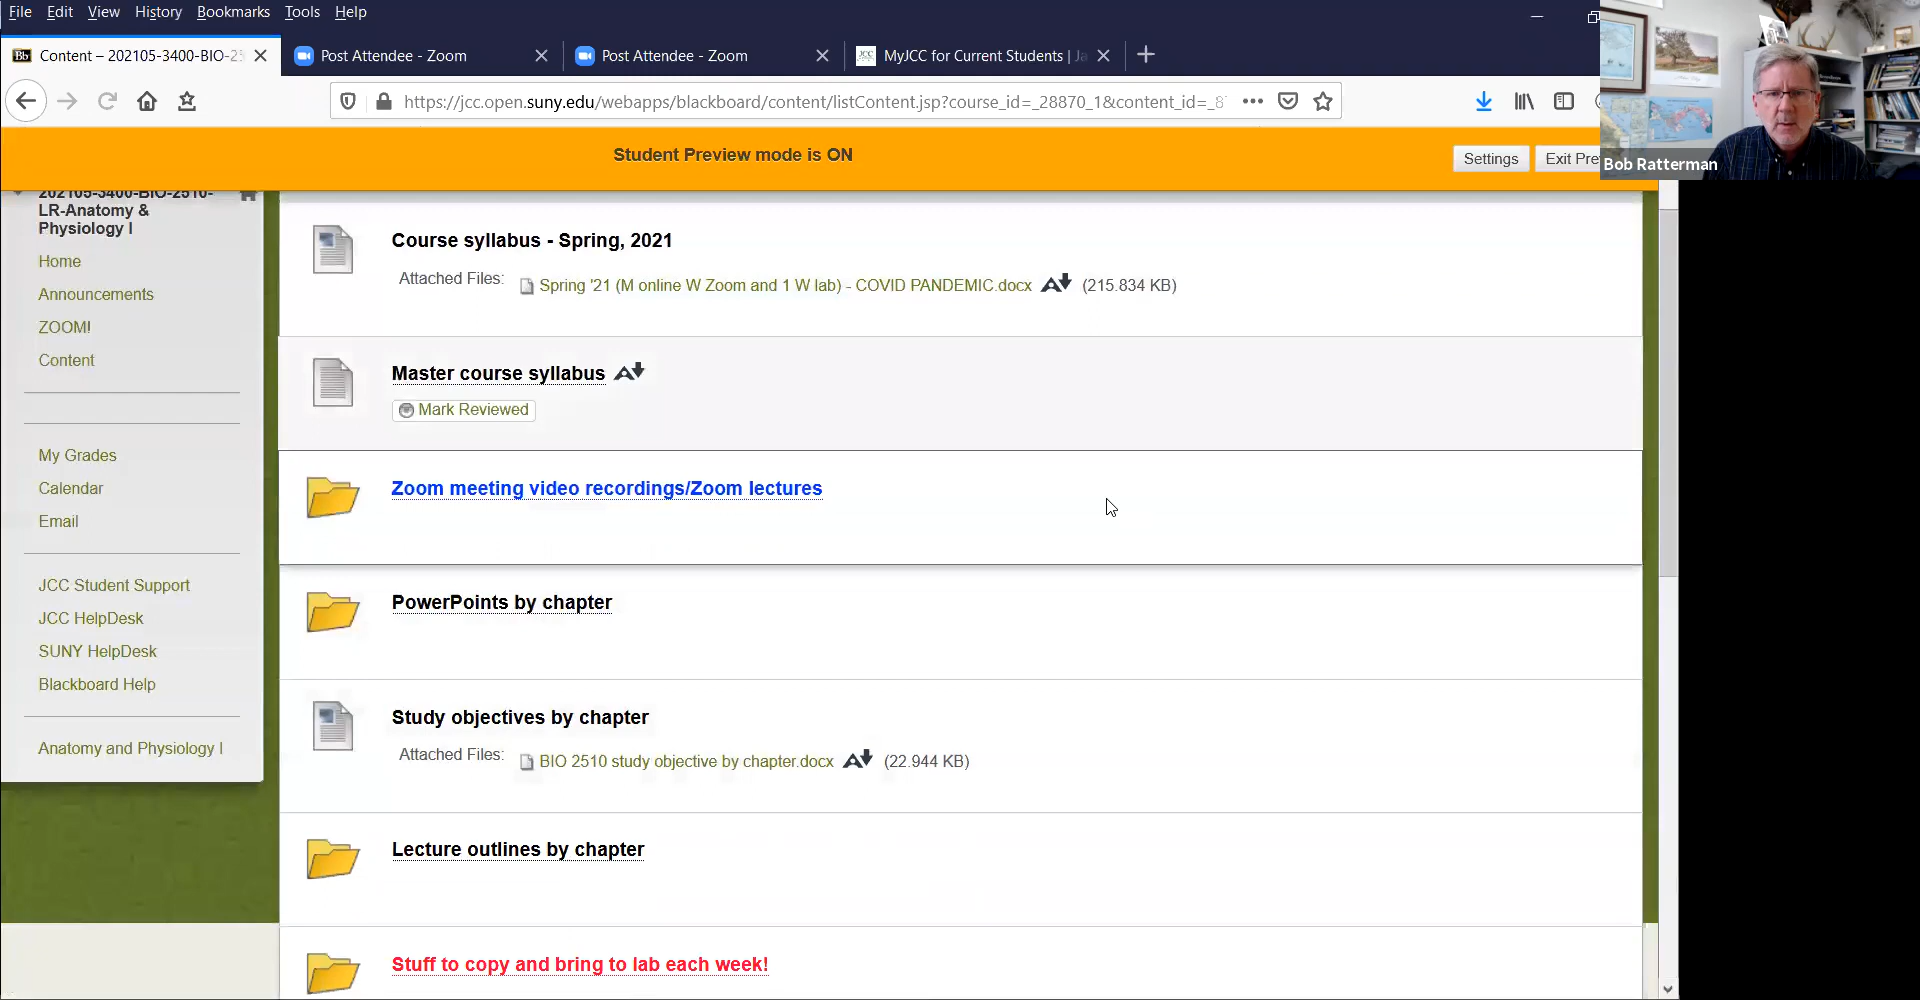 File Edit View History Bookmarks Tools Help
Content – 202105-3400-BIO-25
Post Attendee - Zoom
Post Attendee - Zoom
MyJCC for Current Students | Ja
https://jcc.open.suny.edu/webapps/blackboard/content/listContent.jsp?course_id=_28870_1&content_id=_8
Student Preview mode is ON
Settings
Exit Pre
Bob Ratterman
202105-3400-BIO-2510-
LR-Anatomy &
Physiology I
Home
Announcements
ZOOM!
Content
My Grades
Calendar
Email
JCC Student Support
JCC HelpDesk
SUNY HelpDesk
Blackboard Help
Anatomy and Physiology I
Course syllabus - Spring, 2021
Attached Files: Spring '21 (M online W Zoom and 1 W lab) - COVID PANDEMIC.docx (215.834 KB)
Master course syllabus
Mark Reviewed
Zoom meeting video recordings/Zoom lectures
PowerPoints by chapter
Study objectives by chapter
Attached Files: BIO 2510 study objective by chapter.docx (22.944 KB)
Lecture outlines by chapter
Stuff to copy and bring to lab each week!